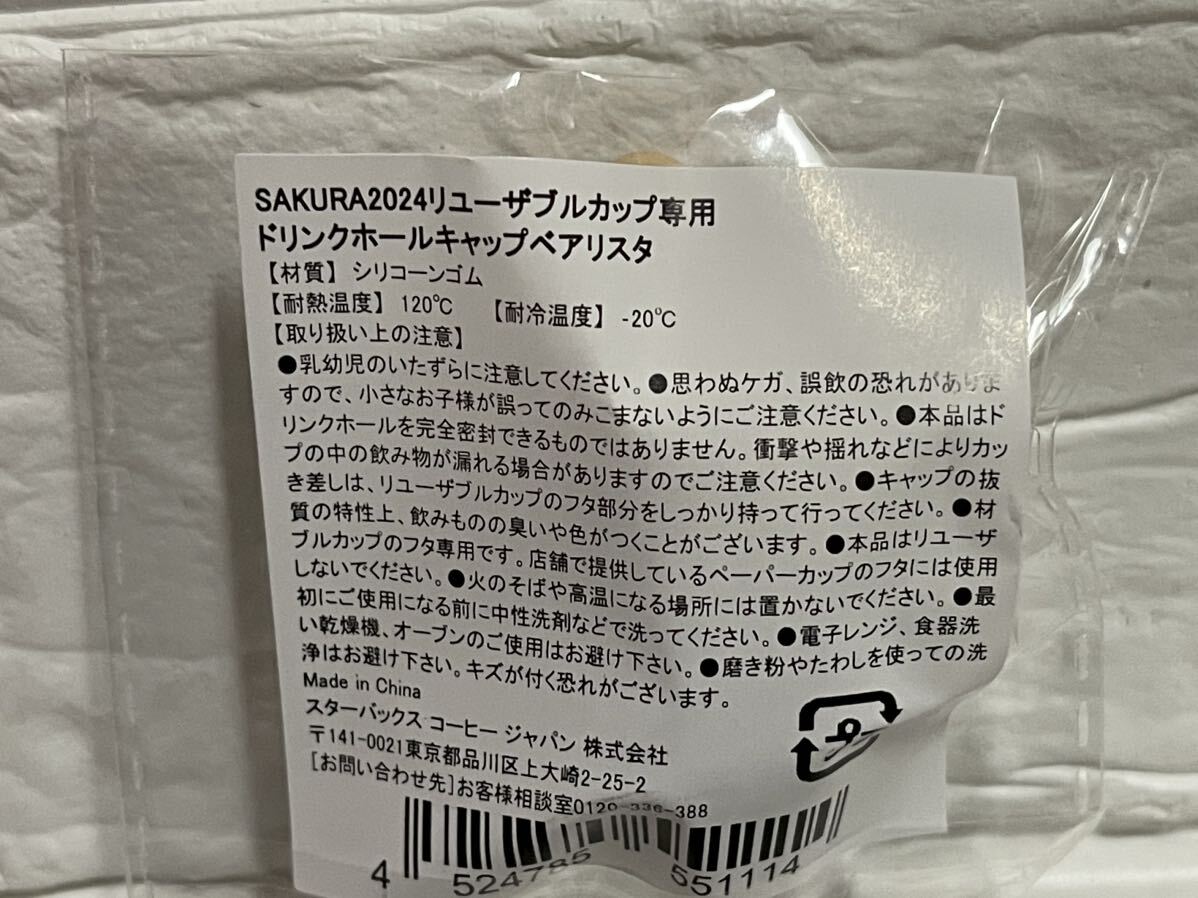 SAKURA2024リユーザブルカップ専用
ドリンクホールキャップベアリスタ
【材質】 シリコーンゴム
【耐熱温度】 120℃ 【耐冷温度】 -20℃
【取り扱い上の注意】
●乳幼児のいたずらに注意してください。●思わぬケガ、誤飲の恐れがありま
すので、小さなお子様が誤ってのみこまないようにご注意ください。●本品はド
リンクホールを完全密封できるものではありません。衝撃や揺れなどによりカッ
プの中の飲み物が漏れる場合がありますのでご注意ください。●キャップの抜
き差しは、リユーザブルカップのフタ部分をしっかり持って行ってください。●材
質の特性上、飲みものの臭いや色がつくことがございます。●本品はリユーザ
ブルカップのフタ専用です。店舗で提供しているペーパーカップのフタには使用
しないでください。●火のそばや高温になる場所には置かないでください。●最
初にご使用になる前に中性洗剤などで洗ってください。●電子レンジ、食器洗
い乾燥機、オーブンのご使用はお避け下さい。●磨き粉やたわしを使っての洗
浄はお避け下さい。キズが付く恐れがございます。
Made in China
スターバックス コーヒー ジャパン 株式会社
〒141-0021東京都品川区上大崎2-25-2
[お問い合わせ先]お客様相談室0120-336-388
プラ
4 524785 551114